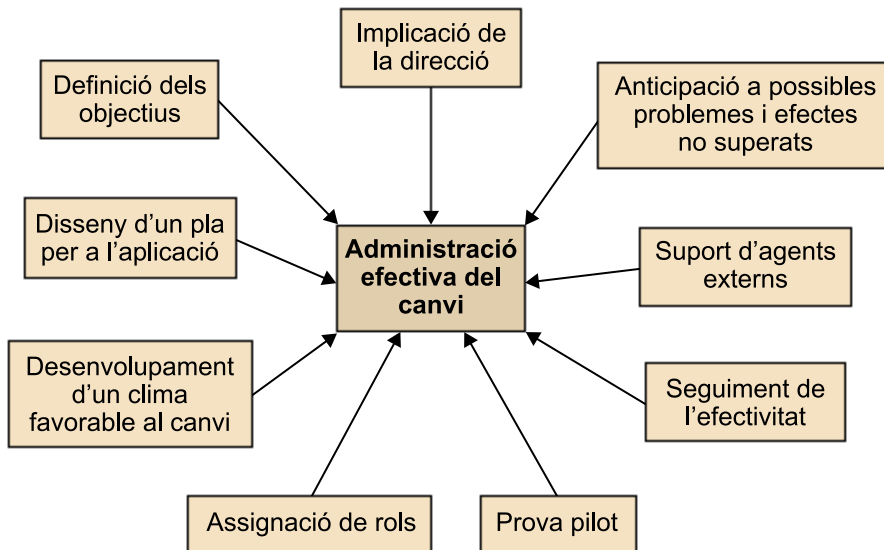 Implicació de
la direcció
Definició dels
objectius
Anticipació a possibles
problemes i efectes
no superats
Disseny d’un pla
per a l’aplicació
Administració
efectiva del
canvi
Suport d’agents
externs
Desenvolupament
d’un clima
favorable al canvi
Seguiment de
l’efectivitat
Assignació de rols
Prova pilot